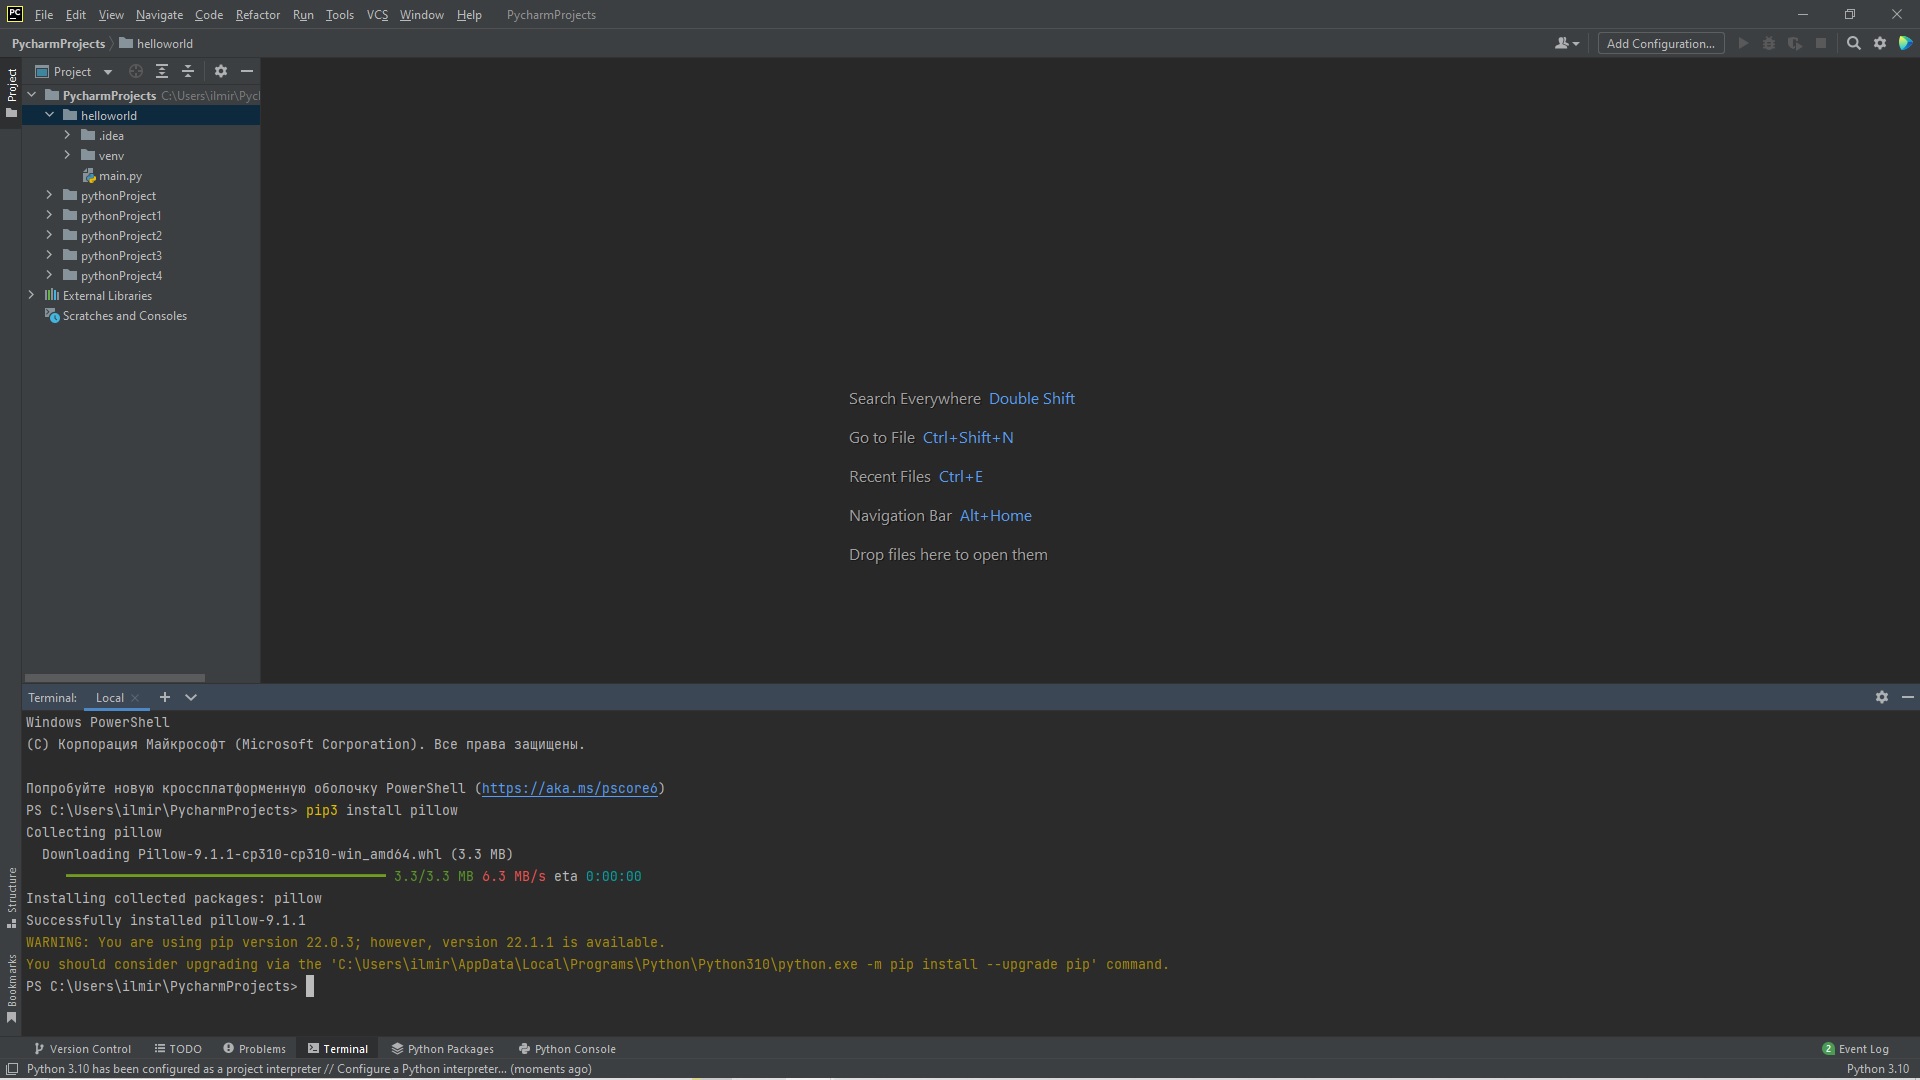 PC File Edit View Navigate Code Refactor Run Tools VCS Window Help PycharmProjects
PycharmProjects helloworld Add Configuration...
Project
Project
PycharmProjects C:\Users\ilmir\Pycl
helloworld
.idea
venv
main.py
pythonProject
pythonProject1
pythonProject2
pythonProject3
pythonProject4
External Libraries
Scratches and Consoles
Search Everywhere Double Shift
Go to File Ctrl+Shift+N
Recent Files Ctrl+E
Navigation Bar Alt+Home
Drop files here to open them
Terminal: Local
Windows PowerShell
(C) Корпорация Майкрософт (Microsoft Corporation). Все права защищены.
Попробуйте новую кроссплатформенную оболочку PowerShell (https://aka.ms/pscore6)
PS C:\Users\ilmir\PycharmProjects> pip3 install pillow
Collecting pillow
Downloading Pillow-9.1.1-cp310-cp310-win_amd64.whl (3.3 MB)
3.3/3.3 MB 6.3 MB/s eta 0:00:00
Installing collected packages: pillow
Successfully installed pillow-9.1.1
WARNING: You are using pip version 22.0.3; however, version 22.1.1 is available.
You should consider upgrading via the 'C:\Users\ilmir\AppData\Local\Programs\Python\Python310\python.exe -m pip install --upgrade pip' command.
PS C:\Users\ilmir\PycharmProjects>
Structure
Bookmarks
Version Control TODO Problems Terminal Python Packages Python Console 2 Event Log
Python 3.10 has been configured as a project interpreter // Configure a Python interpreter... (moments ago) Python 3.10